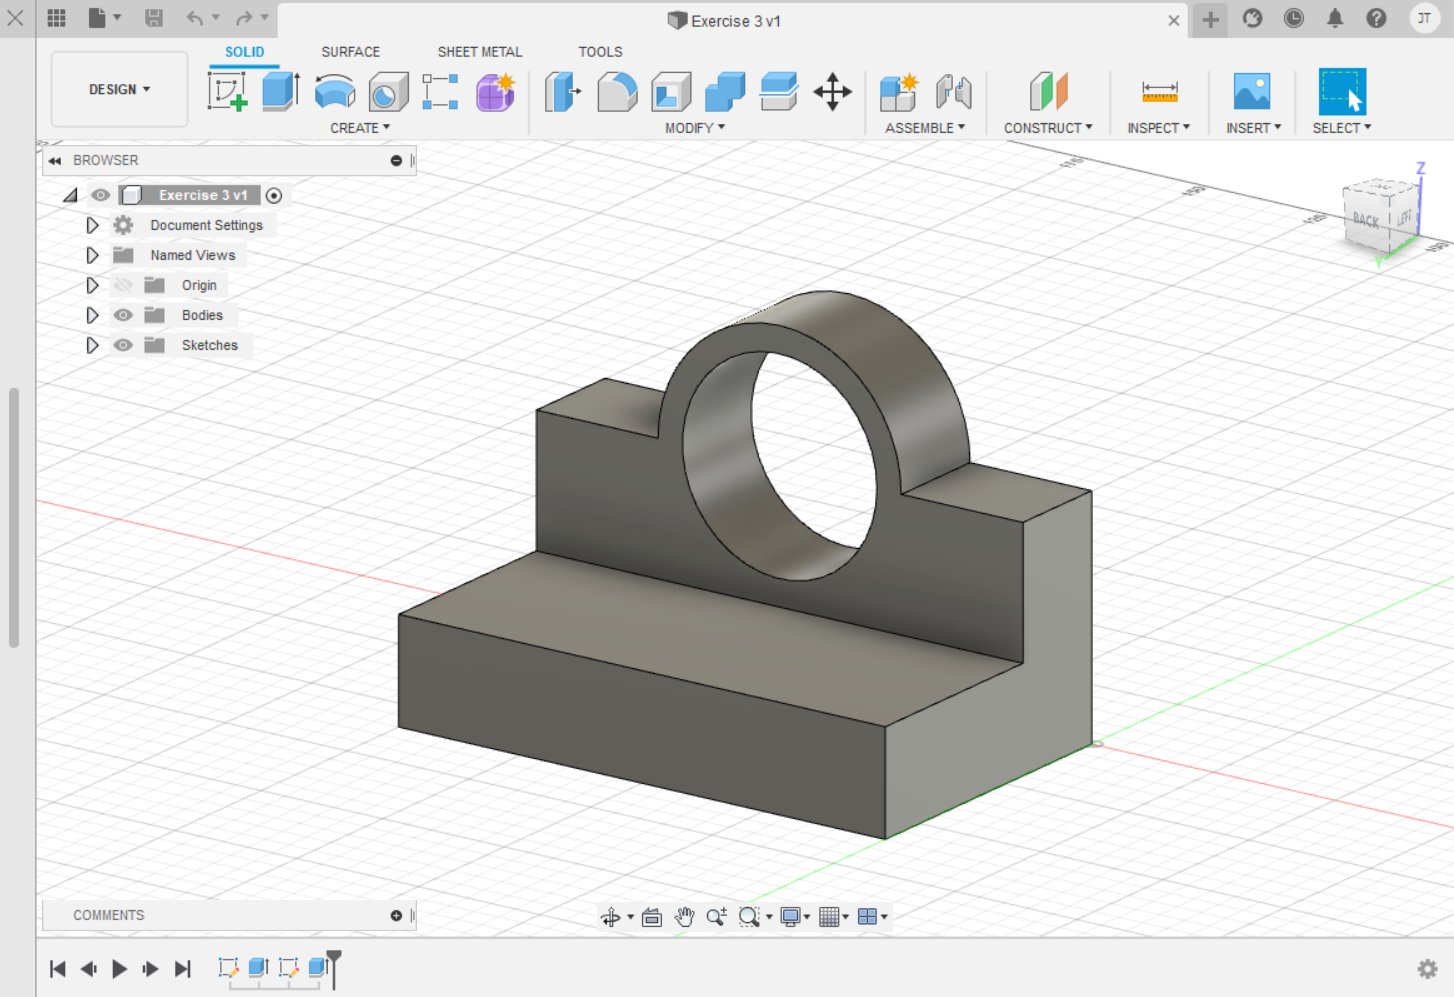 Exercise 3 v1
JT
SOLID SURFACE SHEET METAL TOOLS
DESIGN
CREATE MODIFY ASSEMBLE CONSTRUCT INSPECT INSERT SELECT
BROWSER
Exercise 3 v1
Document Settings
Named Views
Origin
Bodies
Sketches
Z
BACK LEFT
Y
COMMENTS